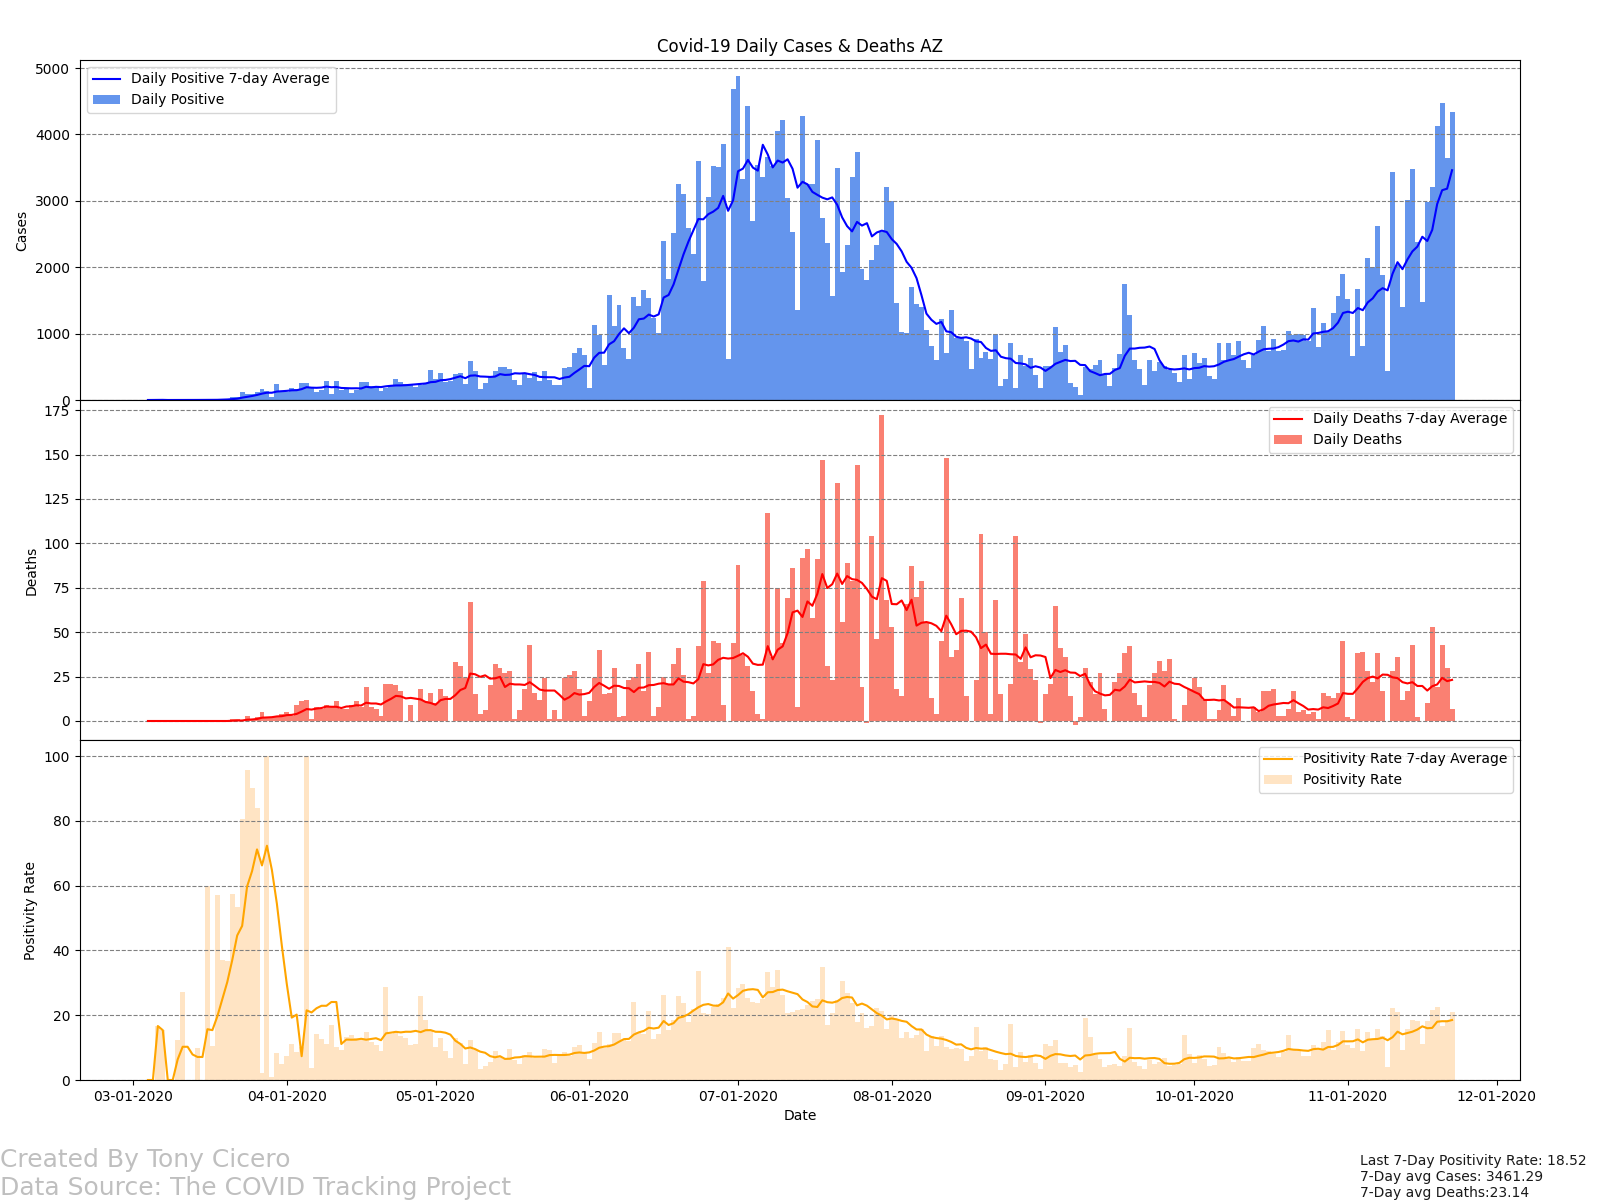 Covid-19 Daily Cases & Deaths AZ
Daily Positive 7-day Average
Daily Positive
5000
4000
3000
2000
1000
0
Cases
Daily Deaths 7-day Average
Daily Deaths
175
150
125
100
75
50
25
0
Deaths
Positivity Rate 7-day Average
Positivity Rate
100
80
60
40
20
0
Positivity Rate
03-01-2020 04-01-2020 05-01-2020 06-01-2020 07-01-2020 08-01-2020 09-01-2020 10-01-2020 11-01-2020 12-01-2020
Date
Created By Tony Cicero
Data Source: The COVID Tracking Project
Last 7-Day Positivity Rate: 18.52
7-Day avg Cases: 3461.29
7-Day avg Deaths:23.14